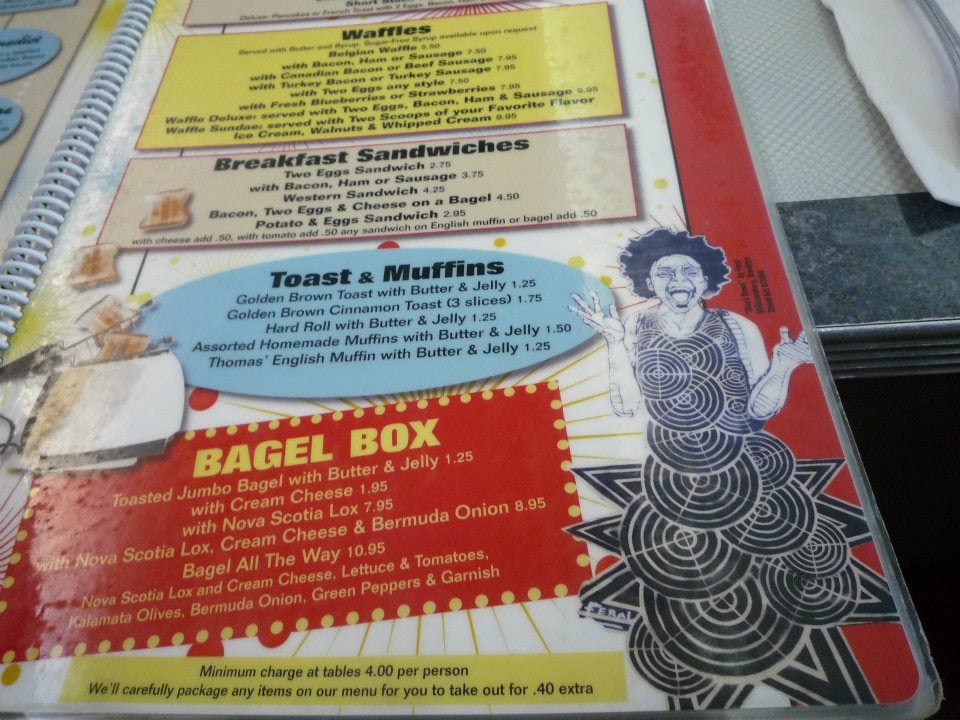 Short Stack
Deluxe: Pancakes or French Toast with 2 Eggs, Bacon, Ham
Waffles
Served with Butter and Syrup, Sugar-Free Syrup available upon request
Belgian Waffle 5.50
with Bacon, Ham or Sausage 7.50
with Canadian Bacon or Beef Sausage 7.95
with Turkey Bacon or Turkey Sausage 7.95
with Two Eggs any style 7.50
with Fresh Blueberries or Strawberries 7.95
Waffle Deluxe: served with Two Eggs, Bacon, Ham & Sausage 9.95
Waffle Sundae: served with Two Scoops of your Favorite Flavor
Ice Cream, Walnuts & Whipped Cream 9.95
Breakfast Sandwiches
Two Eggs Sandwich 2.75
with Bacon, Ham or Sausage 3.75
Western Sandwich 4.25
Bacon, Two Eggs & Cheese on a Bagel 4.50
Potato & Eggs Sandwich 2.95
with cheese add .50, with tomato add .50 any sandwich on English muffin or bagel add .50
Toast & Muffins
Golden Brown Toast with Butter & Jelly 1.25
Golden Brown Cinnamon Toast (3 slices) 1.75
Hard Roll with Butter & Jelly 1.25
Assorted Homemade Muffins with Butter & Jelly 1.50
Thomas' English Muffin with Butter & Jelly 1.25
BAGEL BOX
Toasted Jumbo Bagel with Butter & Jelly 1.25
with Cream Cheese 1.95
with Nova Scotia Lox 7.95
with Nova Scotia Lox, Cream Cheese & Bermuda Onion 8.95
Bagel All The Way 10.95
Nova Scotia Lox and Cream Cheese, Lettuce & Tomatoes,
Kalamata Olives, Bermuda Onion, Green Peppers & Garnish
FERAL
Minimum charge at tables 4.00 per person
We'll carefully package any items on our menu for you to take out for .40 extra